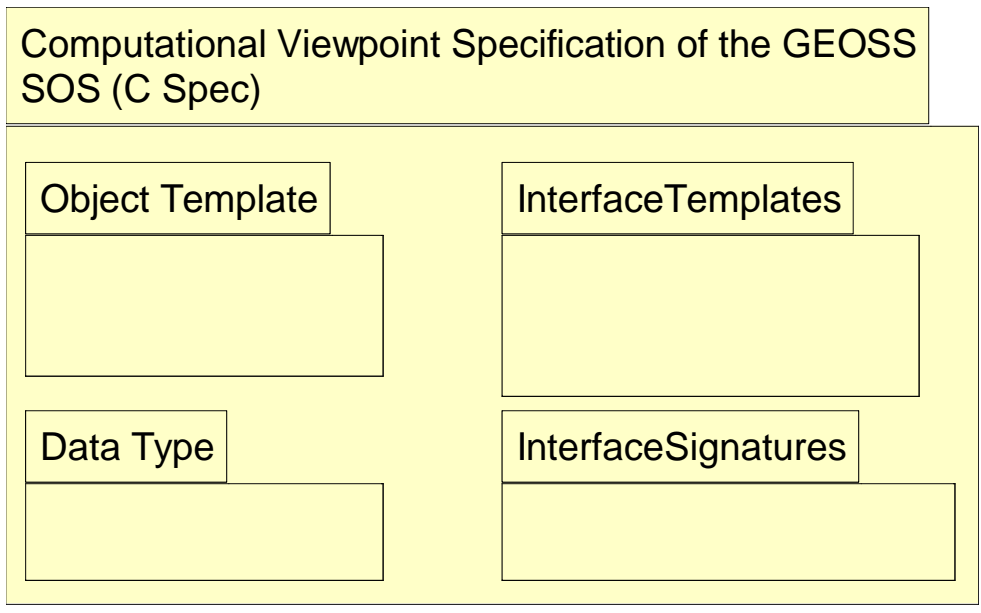 Computational Viewpoint Specification of the GEOSS
SOS (C Spec)
Object Template
InterfaceTemplates
Data Type
InterfaceSignatures